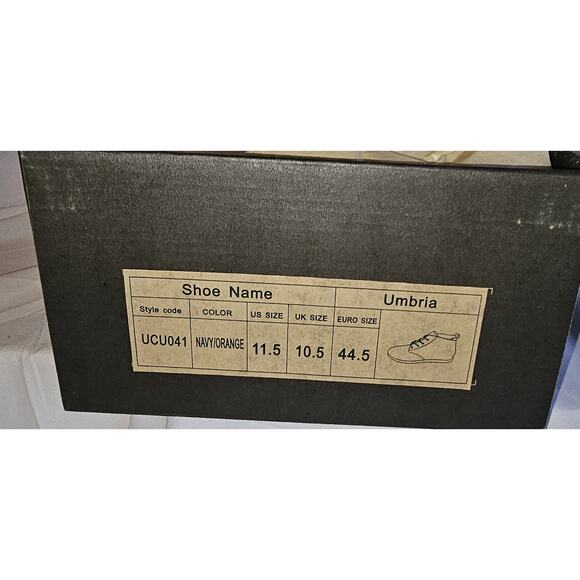 Shoe Name Umbria
Style code COLOR US SIZE UK SIZE EURO SIZE
UCU041 NAVY/ORANGE 11.5 10.5 44.5